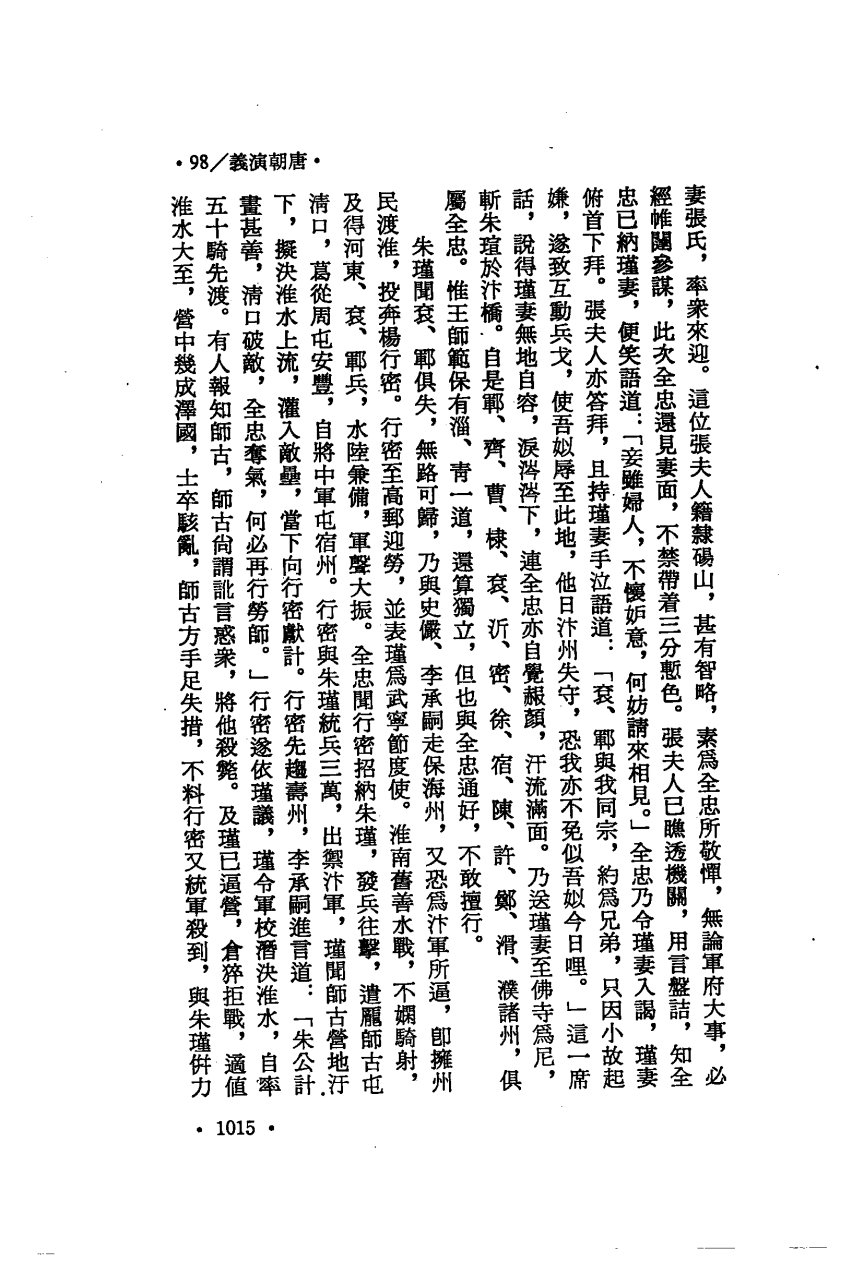 •98／義演朝唐•
妻張氏，率衆來迎。這位張夫人籍隸碭山，甚有智略，素爲全忠所敬憚，無論軍府大事，必
經帷闥參謀，此次全忠還見妻面，不禁帶着三分慙色。張夫人已瞧透機關，用言盤詰，知全
忠已納瑾妻，便笑語道：「妾雖婦人，不懷妒意，何妨請來相見。」全忠乃令瑾妻入謁，瑾妻
俯首下拜。張夫人亦答拜，且持瑾妻手泣語道：「兗、鄆與我同宗，約爲兄弟，只因小故起
嫌，遂致互動兵戈，使吾姒辱至此地，他日汴州失守，恐我亦不免似吾姒今日哩。」這一席
話，說得瑾妻無地自容，淚涔涔下，連全忠亦自覺赧顏，汗流滿面。乃送瑾妻至佛寺爲尼，
斬朱瑄於汴橋。自是鄆、齊、曹、棣、兗、沂、密、徐、宿、陳、許、鄭、滑、濮諸州，俱
屬全忠。惟王師範保有淄、青一道，還算獨立，但也與全忠通好，不敢擅行。
朱瑾聞兗、鄆俱失，無路可歸，乃與史儼、李承嗣走保海州，又恐爲汴軍所逼，卽擁州
民渡淮，投奔楊行密。行密至高郵迎勞，並表瑾爲武寧節度使。淮南舊善水戰，不嫻騎射，
及得河東、兗、鄆兵，水陸兼備，軍聲大振。全忠聞行密招納朱瑾，發兵往擊，遣龐師古屯
清口，葛從周屯安豐，自將中軍屯宿州。行密與朱瑾統兵三萬，出禦汴軍，瑾聞師古營地汙
下，擬決淮水上流，灌入敵壘，當下向行密獻計。行密先趨壽州，李承嗣進言道：「朱公計
畫甚善，清口破敵，全忠奪氣，何必再行勞師。」行密遂依瑾議，瑾令軍校潛決淮水，自率
五十騎先渡。有人報知師古，師古尙謂訛言惑衆，將他殺斃。及瑾已逼營，倉猝拒戰，適値
淮水大至，營中幾成澤國，士卒駭亂，師古方手足失措，不料行密又統軍殺到，與朱瑾倂力
•1015•